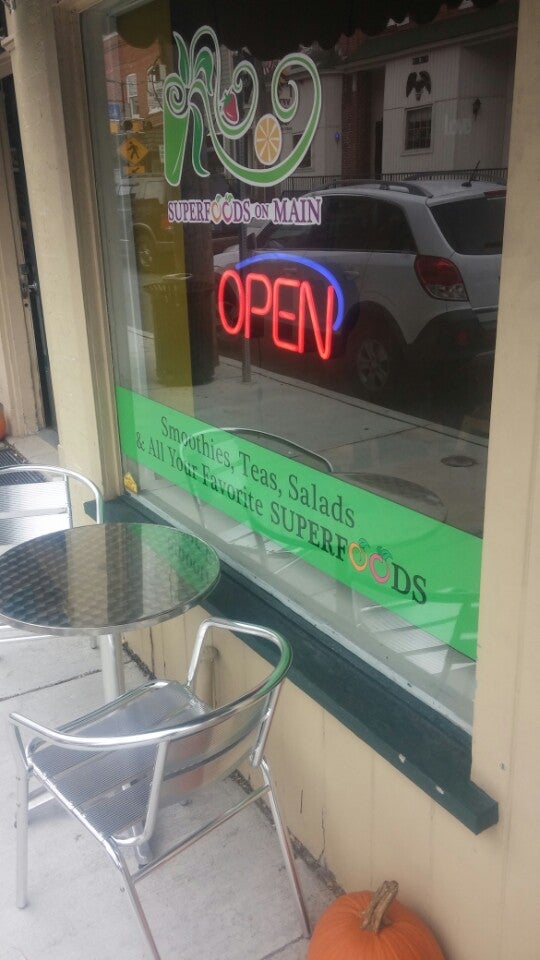 SUPERFOODS ON MAIN
OPEN
Smoothies, Teas, Salads
& All Your Favorite SUPERFOODS